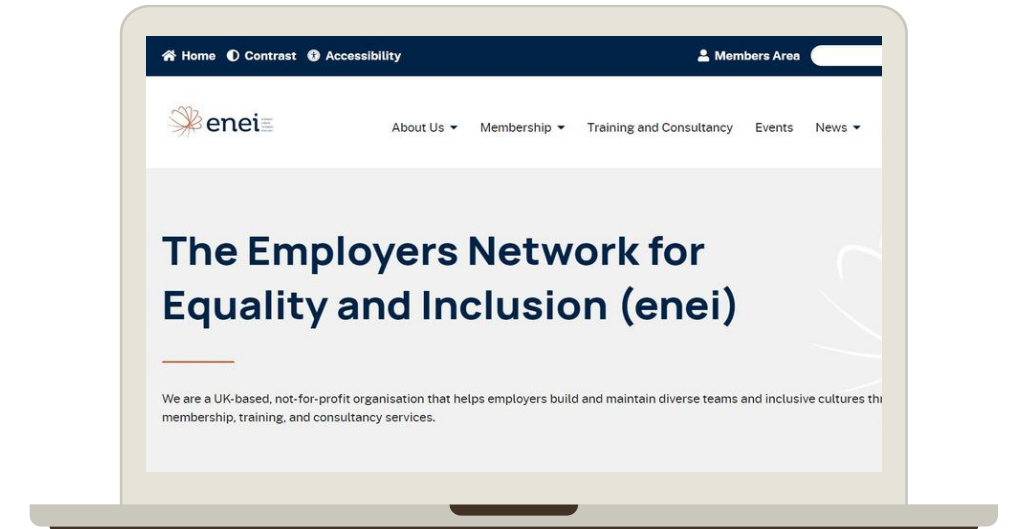 Home Contrast Accessibility Members Area
enei
About Us Membership Training and Consultancy Events News
The Employers Network for
Equality and Inclusion (enei)
We are a UK-based, not-for-profit organisation that helps employers build and maintain diverse teams and inclusive cultures
membership, training, and consultancy services.